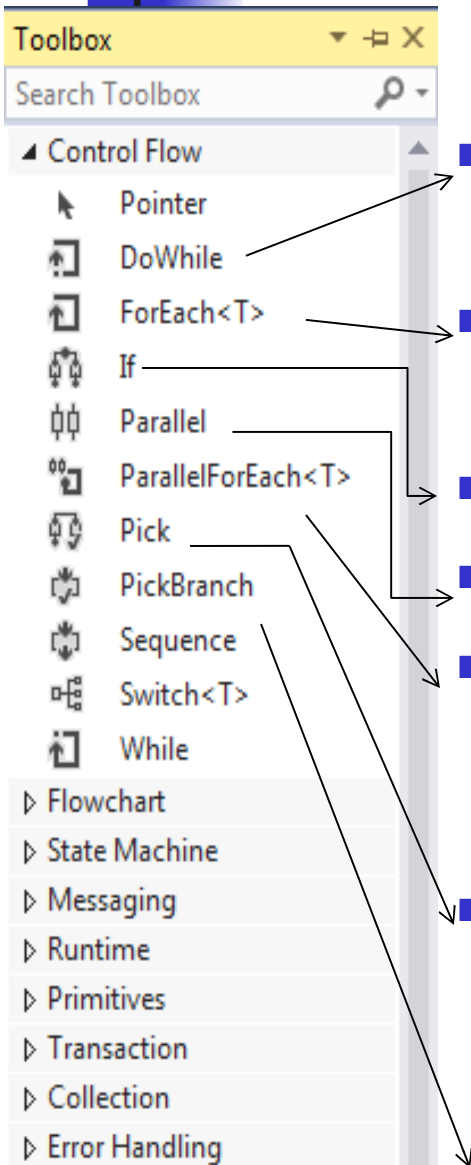 Toolbox
Search Toolbox
Control Flow
Pointer
DoWhile
ForEach<T>
If
Parallel
ParallelForEach<T>
Pick
PickBranch
Sequence
Switch<T>
While
Flowchart
State Machine
Messaging
Runtime
Primitives
Transaction
Collection
Error Handling